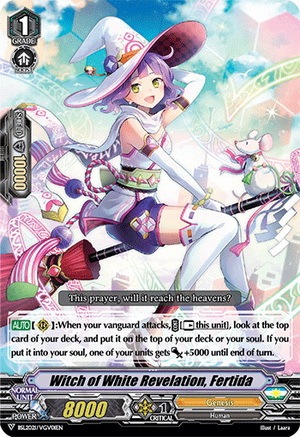 1
GRADE
BOOST
10000
This prayer, will it reach the heavens?
AUTO [ ]:When your vanguard attacks, [ this unit], look at the top
card of your deck, and put it on the top of your deck or your soul. If you
put it into your soul, one of your units gets +5000 until end of turn.
NORMAL
UNIT
Witch of White Revelation, Fertida
POWER
8000
1
CRITICAL
Genesis
Human
BSL2021/VGV01EN
Illust / Laara